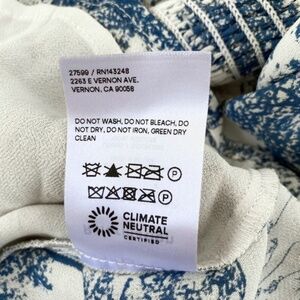 27599 / RN143248
2263 E VERNON AVE.
VERNON, CA 90058
DO NOT WASH, DO NOT BLEACH, DO
NOT DRY, DO NOT IRON, GREEN DRY
CLEAN
P
P
CLIMATE
NEUTRAL
CERTIFIED